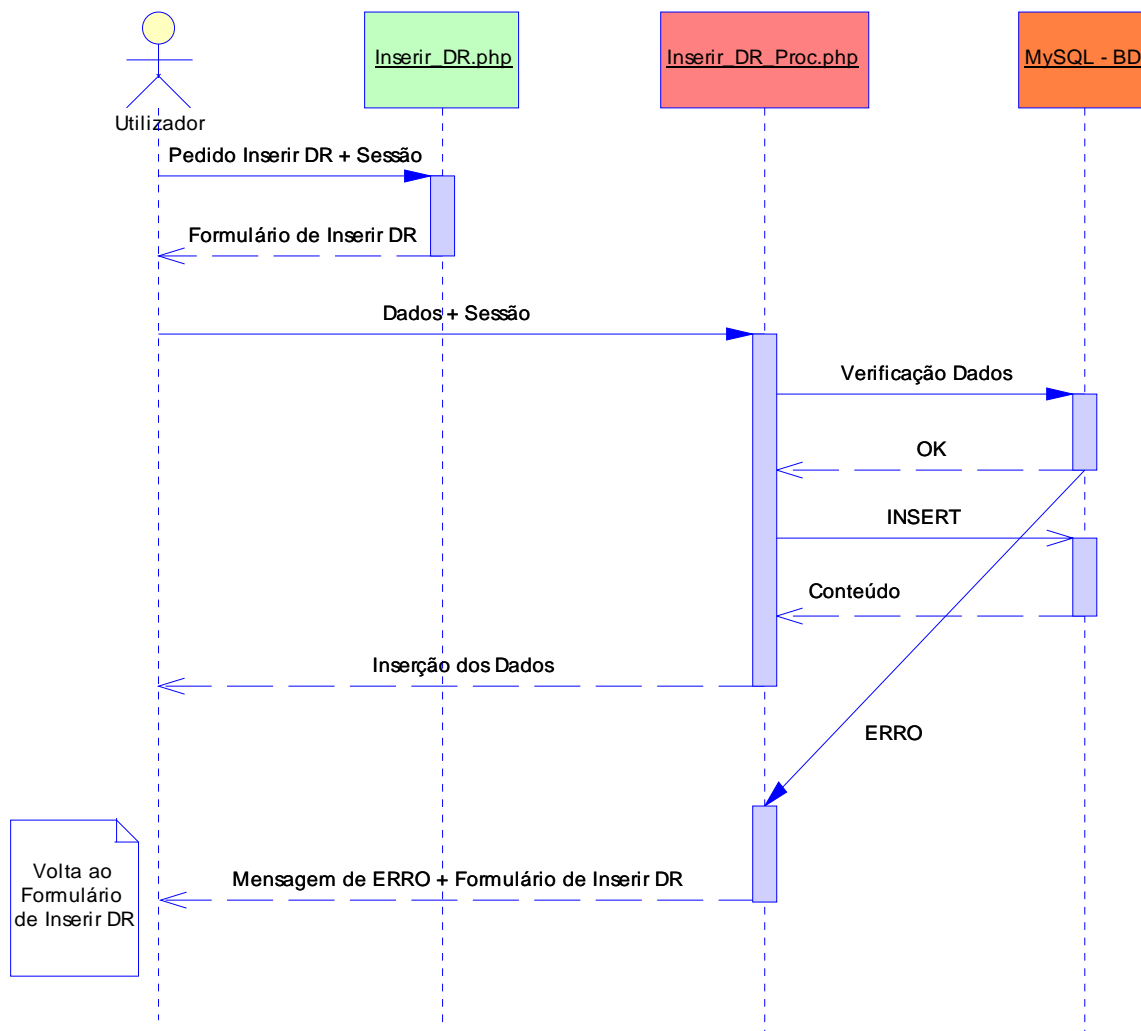 Inserir_DR.php
Inserir_DR_Proc.php
MySQL - BD
Utilizador
Pedido Inserir DR + Sessão
Formulário de Inserir DR
Dados + Sessão
Verificação Dados
OK
INSERT
Conteúdo
Inserção dos Dados
ERRO
Volta ao
Formulário
de Inserir DR
Mensagem de ERRO + Formulário de Inserir DR